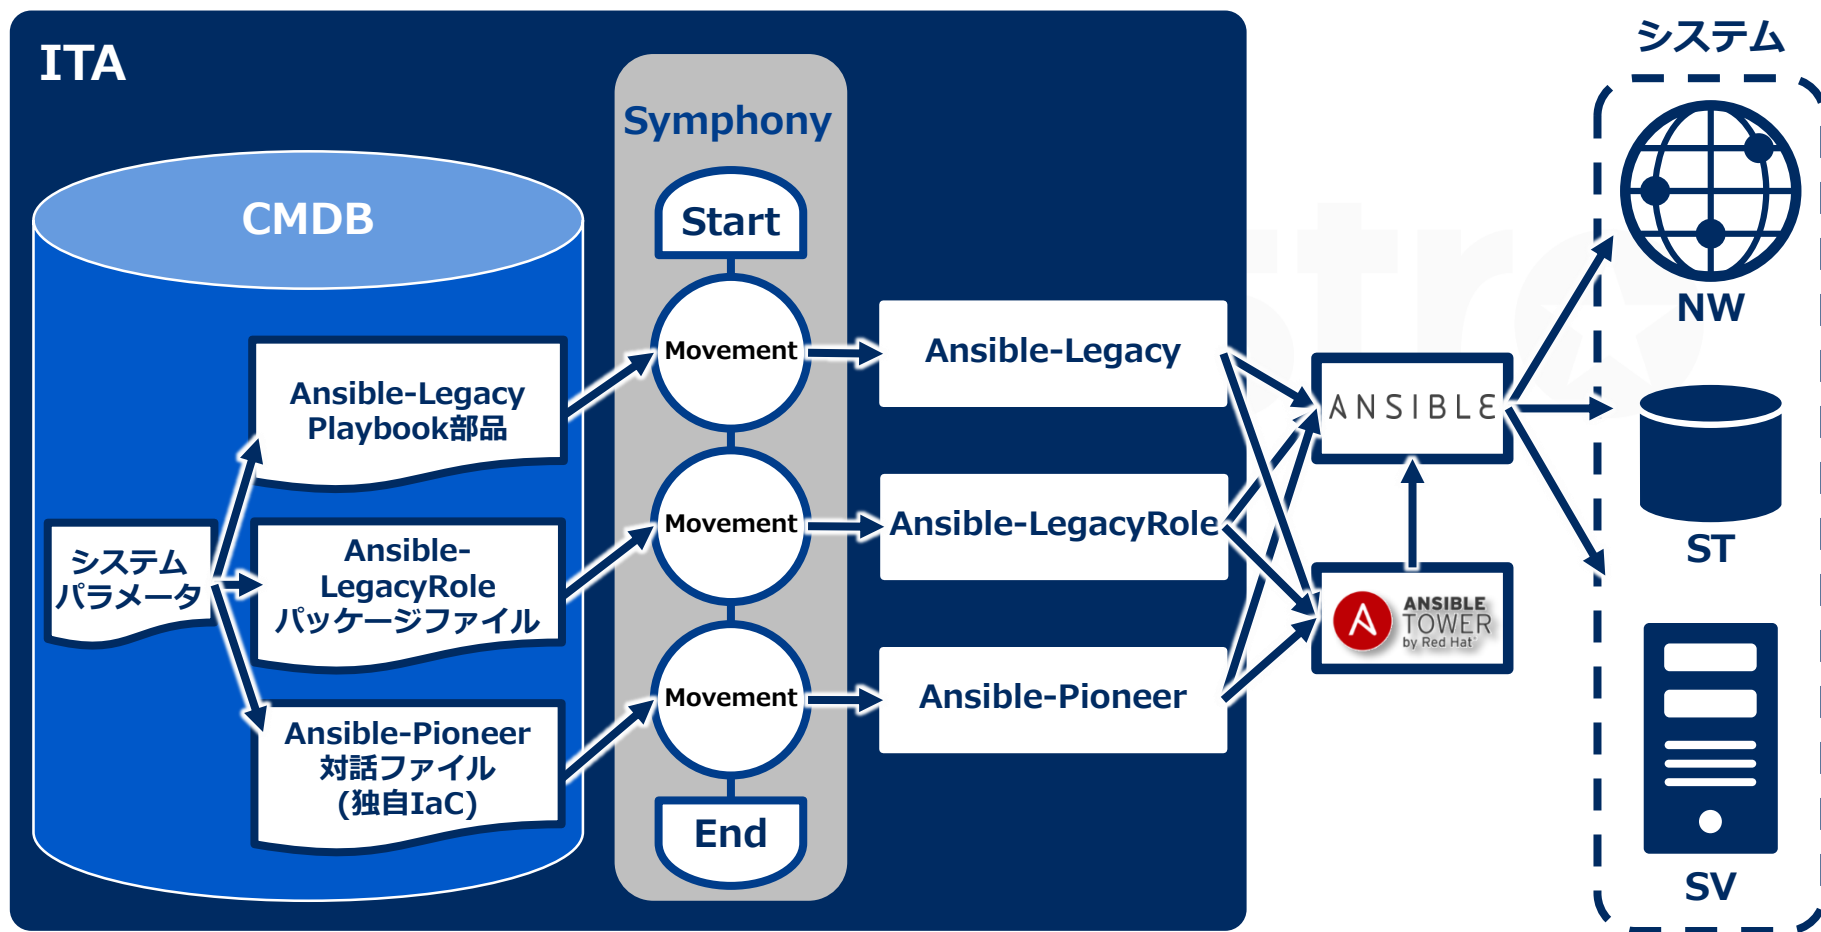 ITA
システム
Symphony
CMDB
Start
NW
Ansible-Legacy
Playbook部品
Movement
Ansible-Legacy
ANSIBLE
システム
パラメータ
Ansible-
LegacyRole
パッケージファイル
Movement
Ansible-LegacyRole
ST
ANSIBLE
TOWER
by Red Hat
Ansible-Pioneer
対話ファイル
(独自IaC)
Movement
Ansible-Pioneer
End
SV